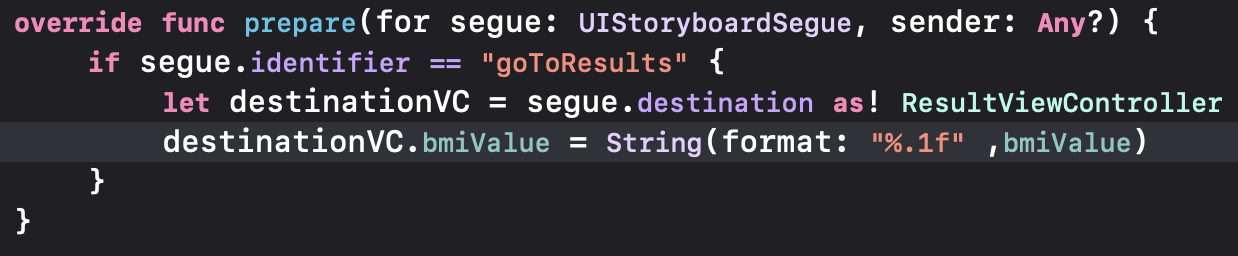 override func prepare(for segue: UIStoryboardSegue, sender: Any?) {
    if segue.identifier == "goToResults" {
        let destinationVC = segue.destination as! ResultViewController
        destinationVC.bmiValue = String(format: "%.1f" ,bmiValue)
    }
}